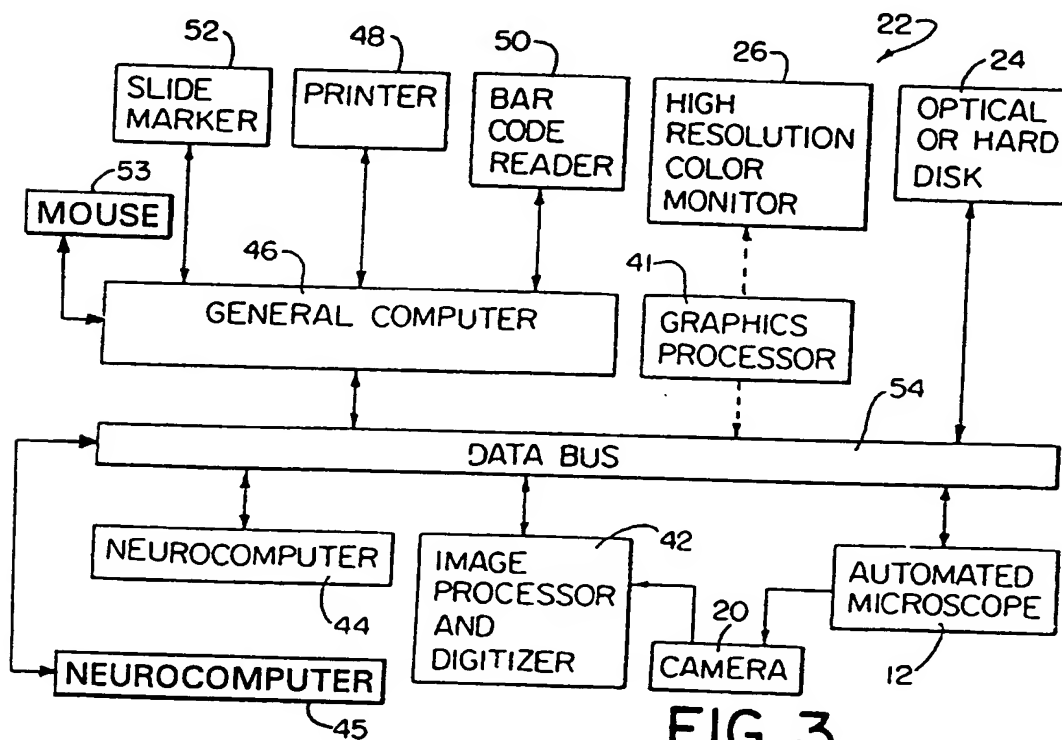 52
48
50
26
22
24
SLIDE
MARKER
PRINTER
BAR
CODE
READER
HIGH
RESOLUTION
COLOR
MONITOR
OPTICAL
OR HARD
DISK
53
MOUSE
46
GENERAL COMPUTER
41
GRAPHICS
PROCESSOR
54
DATA BUS
NEUROCOMPUTER
44
42
IMAGE
PROCESSOR
AND
DIGITIZER
20
CAMERA
AUTOMATED
MICROSCOPE
12
NEUROCOMPUTER
45
FIG. 3